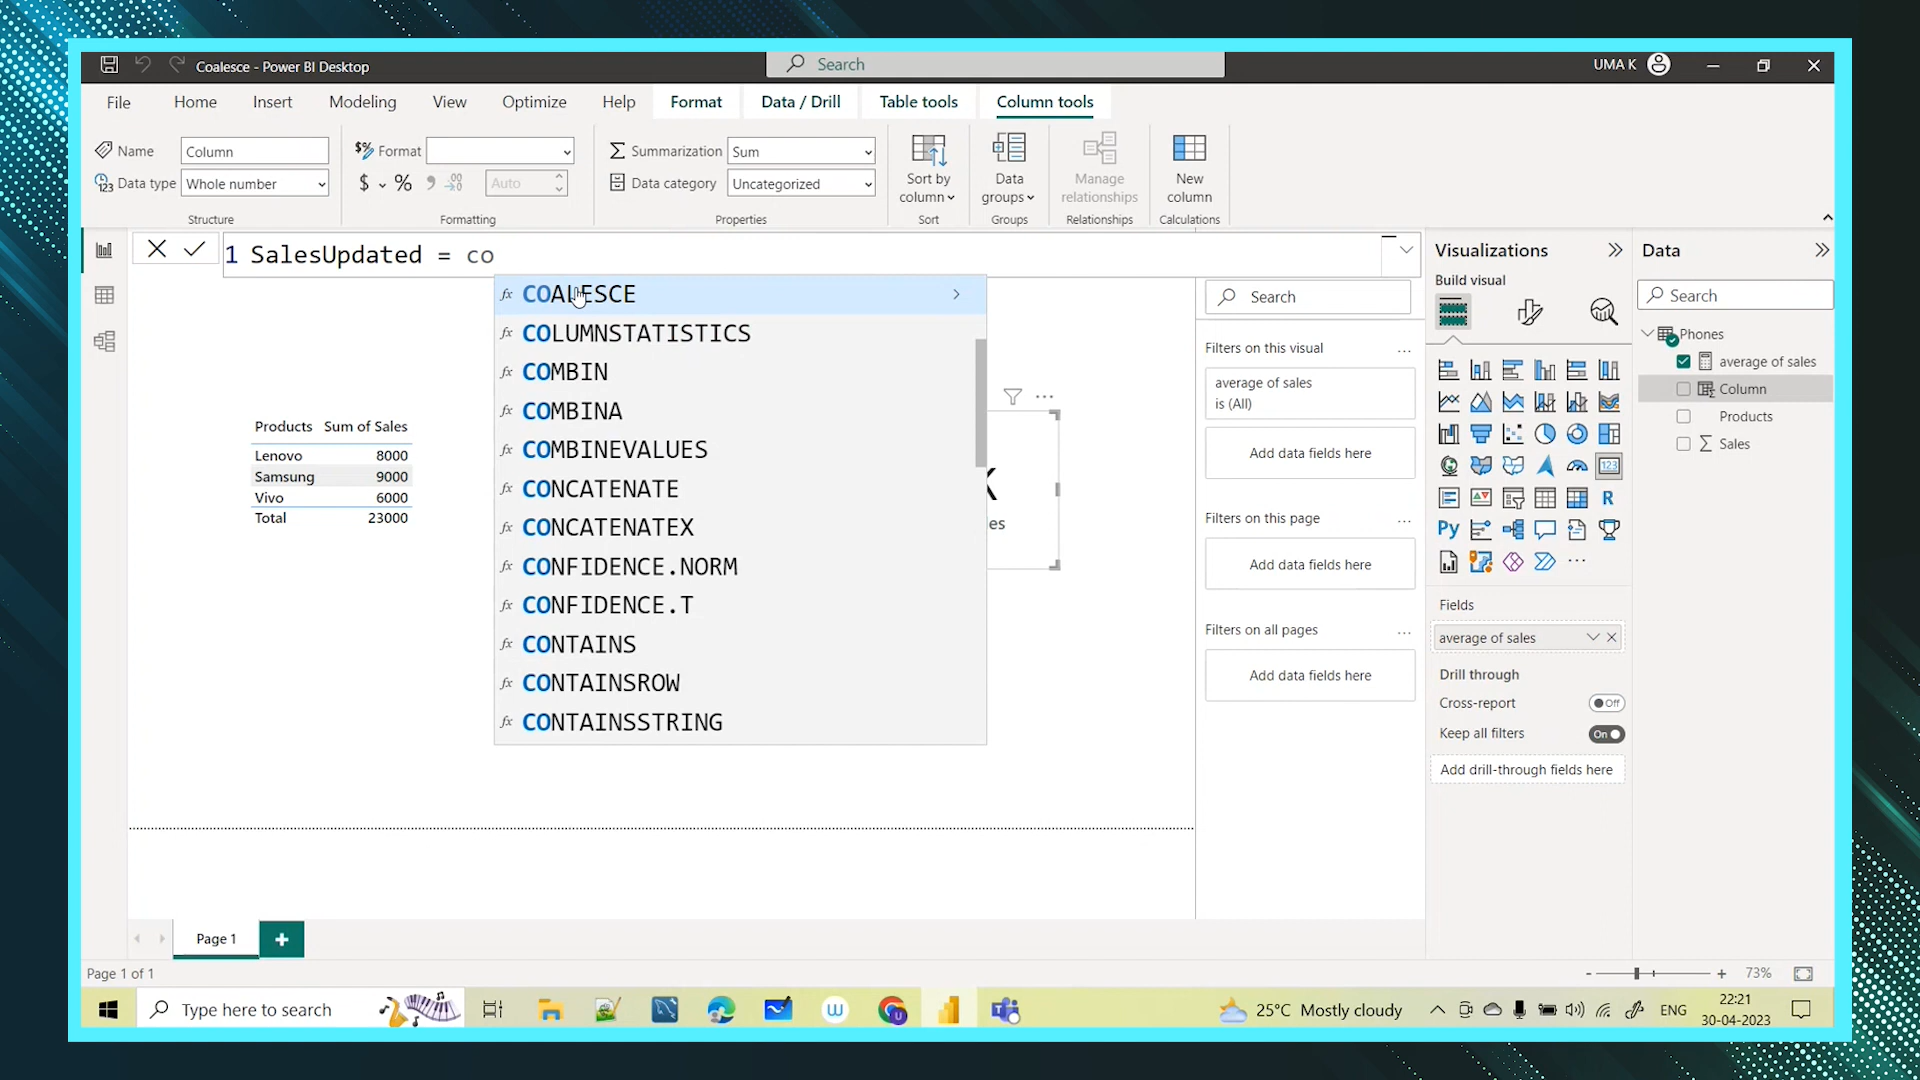 Coalesce - Power BI Desktop
Search
UMA K
File Home Insert Modeling View Optimize Help Format Data / Drill Table tools Column tools
Name Column
Format
Summarization Sum
Data type Whole number
$ % Auto
Data category Uncategorized
Sort by column
Data groups
Manage relationships
New column
Structure
Formatting
Properties
Sort
Groups
Relationships
Calculations
1 SalesUpdated = co
COALESCE
COLUMNSTATISTICS
COMBIN
COMBINA
COMBINEVALUES
CONCATENATE
CONCATENATEX
CONFIDENCE.NORM
CONFIDENCE.T
CONTAINS
CONTAINSROW
CONTAINSSTRING
Products Sum of Sales
Lenovo 8000
Samsung 9000
Vivo 6000
Total 23000
K
es
Search
Filters on this visual ...
average of sales
is (All)
Add data fields here
Filters on this page ...
Add data fields here
Filters on all pages ...
Add data fields here
Visualizations
Build visual
123
R
Py
...
Fields
average of sales
Drill through
Cross-report Off
Keep all filters On
Add drill-through fields here
Data
Search
Phones
average of sales
Column
Products
Sales
Page 1
Page 1 of 1
- + 73%
Type here to search
25°C Mostly cloudy
ENG
22:21
30-04-2023